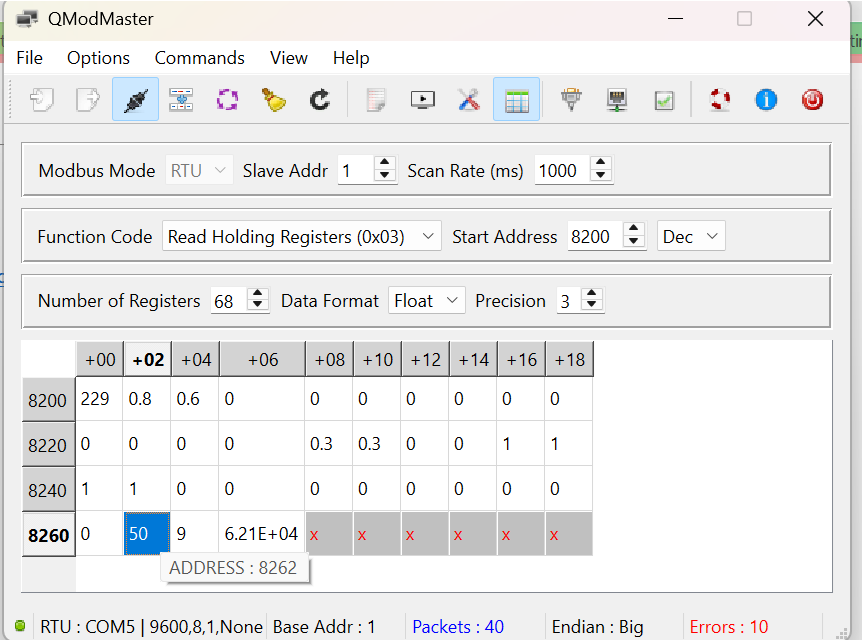 QModMaster
File Options Commands View Help
Modbus Mode RTU Slave Addr 1 Scan Rate (ms) 1000
Function Code Read Holding Registers (0x03) Start Address 8200 Dec
Number of Registers 68 Data Format Float Precision 3
+00 +02 +04 +06 +08 +10 +12 +14 +16 +18
8200 229 0.8 0.6 0 0 0 0 0 0 0
8220 0 0 0 0 0.3 0.3 0 0 1 1
8240 1 1 0 0 0 0 0 0 0 0
8260 0 50 9 6.21E+04 x x x x x x
ADDRESS : 8262
RTU : COM5 | 9600,8,1,None Base Addr : 1 Packets : 40 Endian : Big Errors : 10